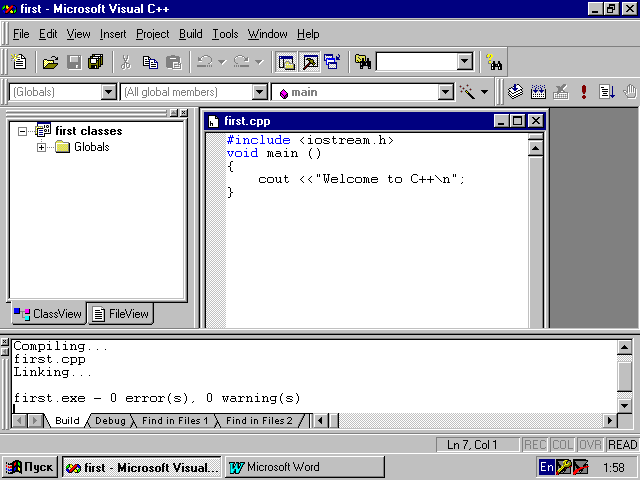 first - Microsoft Visual C++
File Edit View Insert Project Build Tools Window Help
(Globals) (All global members) main
first classes
Globals
ClassView FileView
first.cpp
#include <iostream.h>
void main ()
{
    cout <<"Welcome to C++\n";
}
Compiling...
first.cpp
Linking...
first.exe - 0 error(s), 0 warning(s)
Build Debug Find in Files 1 Find in Files 2
Ln 7, Col 1 REC COL OVR READ
Пуск first - Microsoft Visual... Microsoft Word En 1:58